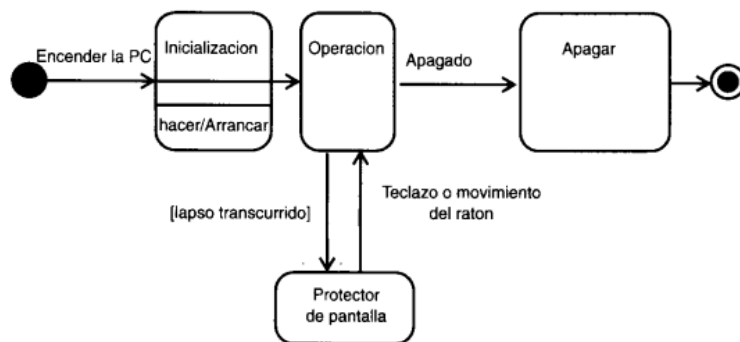 Encender la PC
Inicializacion
hacer/Arrancar
Operacion
Apagado
Apagar
[lapso transcurrido]
Teclazo o movimiento
del raton
Protector
de pantalla